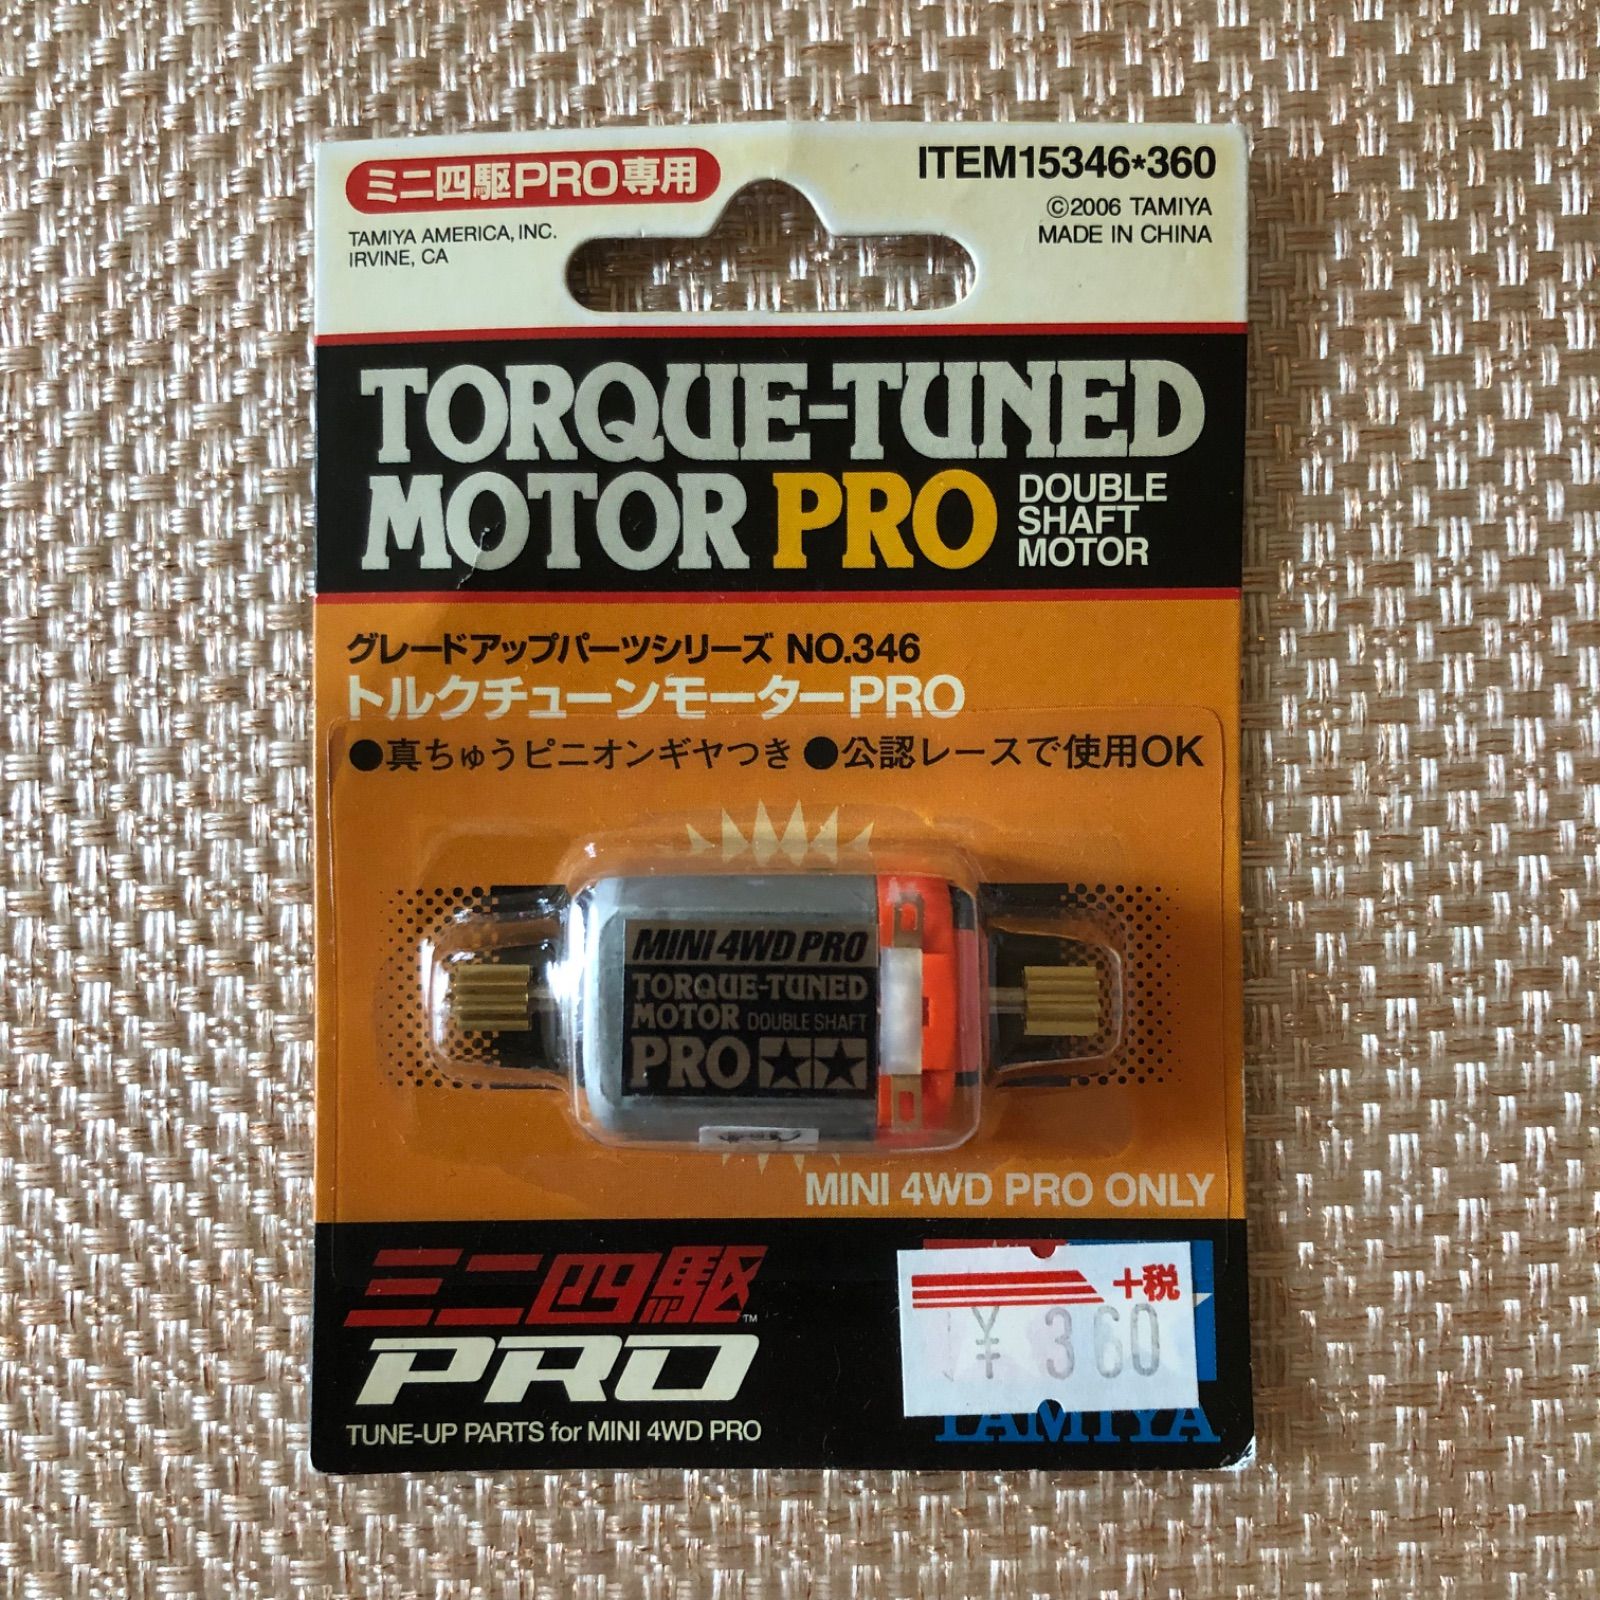 ミニ四駆PRO専用
ITEM15346*360
TAMIYA AMERICA, INC.
IRVINE, CA
©2006 TAMIYA
MADE IN CHINA
TORQUE-TUNED
MOTOR PRO
DOUBLE
SHAFT
MOTOR
グレードアップパーツシリーズ NO.346
トルクチューンモーターPRO
●真ちゅうピニオンギヤつき ●公認レースで使用OK
MINI 4WD PRO
TORQUE-TUNED
MOTOR DOUBLE SHAFT
PRO
MINI 4WD PRO ONLY
ミニ四駆™
PRO
TUNE-UP PARTS for MINI 4WD PRO
+税
¥ 360
TAMIYA